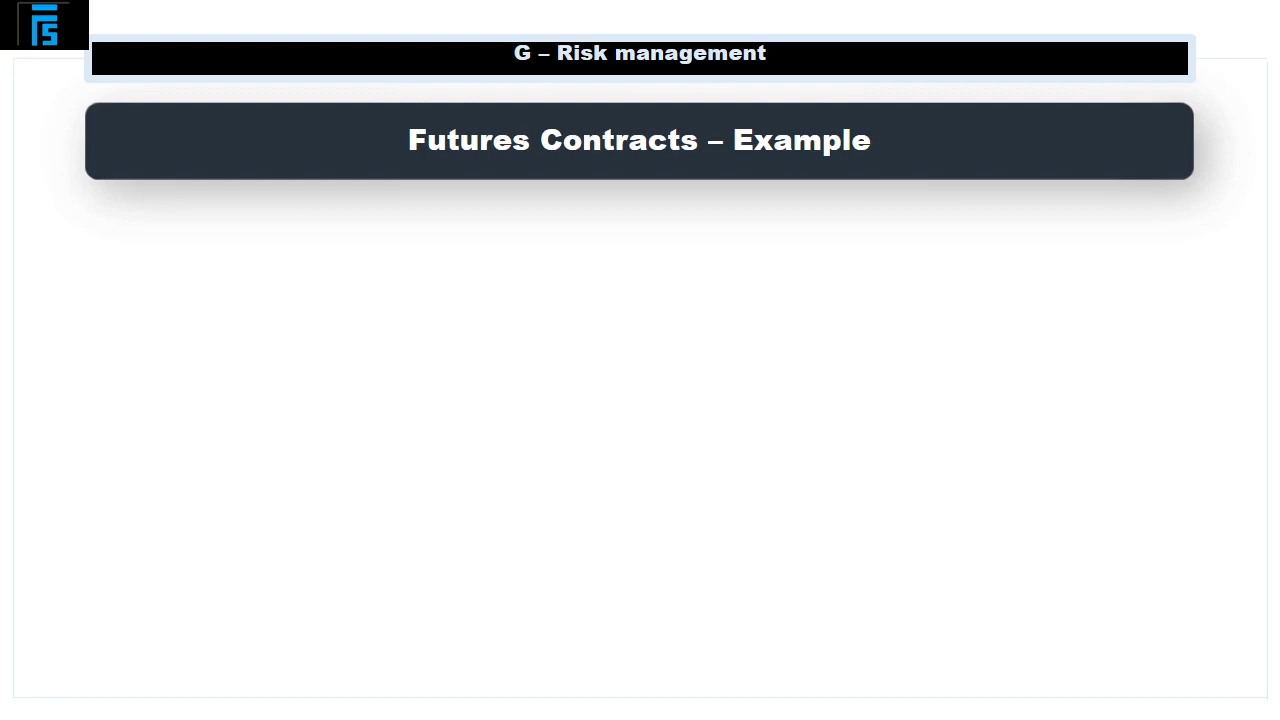 G – Risk management
Futures Contracts – Example